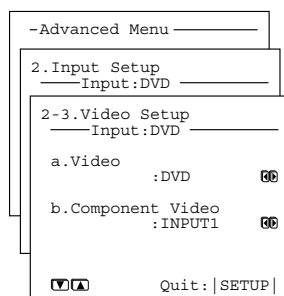 -Advanced Menu
2.Input Setup
Input:DVD
2-3.Video Setup
Input:DVD
a.Video
:DVD
b.Component Video
:INPUT1
Quit:|SETUP|